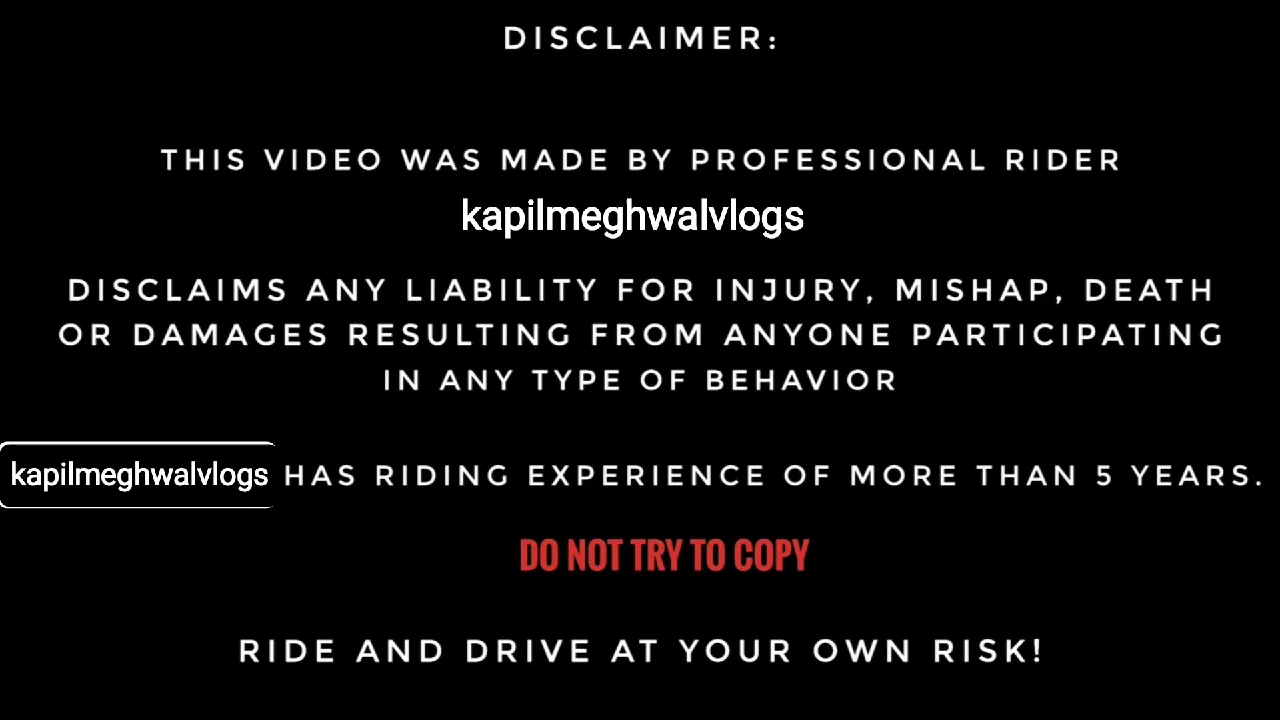 DISCLAIMER:
THIS VIDEO WAS MADE BY PROFESSIONAL RIDER
kapilmeghwalvlogs
DISCLAIMS ANY LIABILITY FOR INJURY, MISHAP, DEATH
OR DAMAGES RESULTING FROM ANYONE PARTICIPATING
IN ANY TYPE OF BEHAVIOR
kapilmeghwalvlogs HAS RIDING EXPERIENCE OF MORE THAN 5 YEARS.
DO NOT TRY TO COPY
RIDE AND DRIVE AT YOUR OWN RISK!